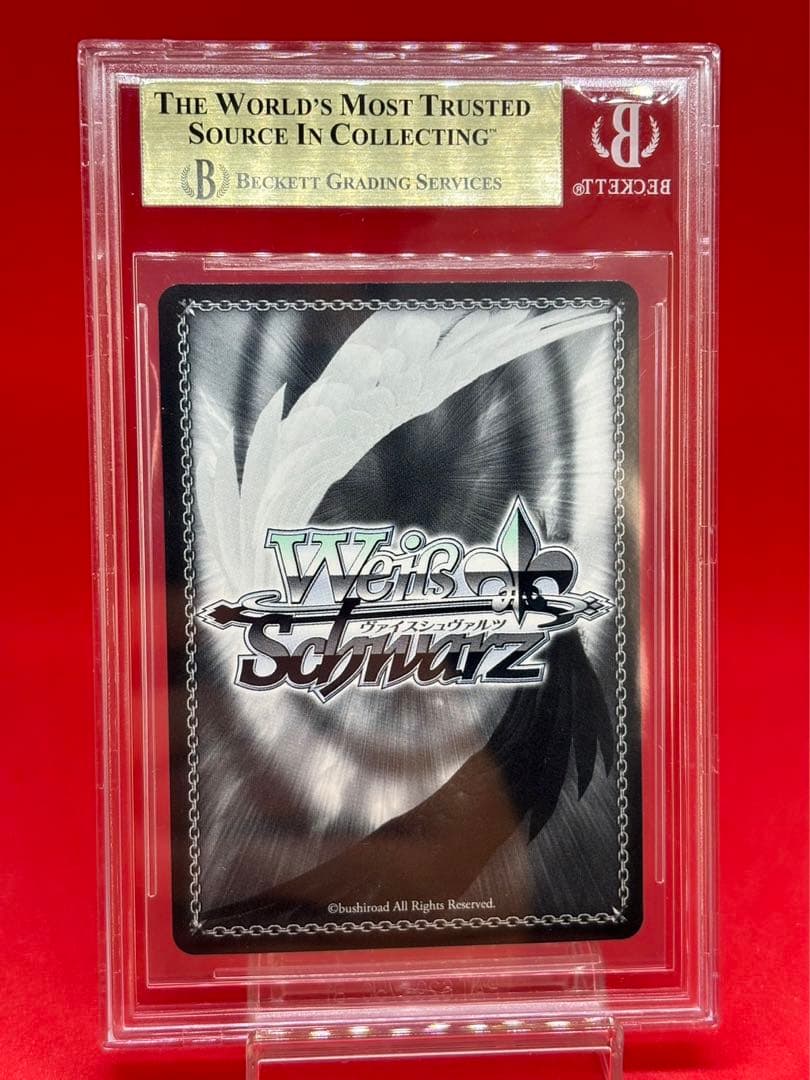 THE WORLD'S MOST TRUSTED
SOURCE IN COLLECTING™
B BECKETT GRADING SERVICES
B
BECKETT®
Weiß
ヴァイスシュヴァルツ
Schwarz
©bushiroad All Rights Reserved.